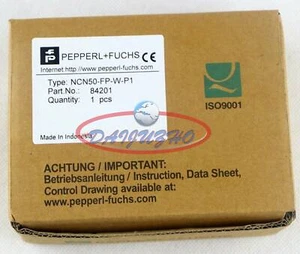 PEPPERL+FUCHS CE
Internet http://www.pepperl-fuchs.com
Type: NCN50-FP-W-P1
Part.No.: 84201
Quantity: 1 pcs
Made in Indonesia
ISO9001
DAIJUZHO
ACHTUNG / IMPORTANT:
Betriebsanleitung / Instruction, Data Sheet,
Control Drawing available at:
www.pepperl-fuchs.com